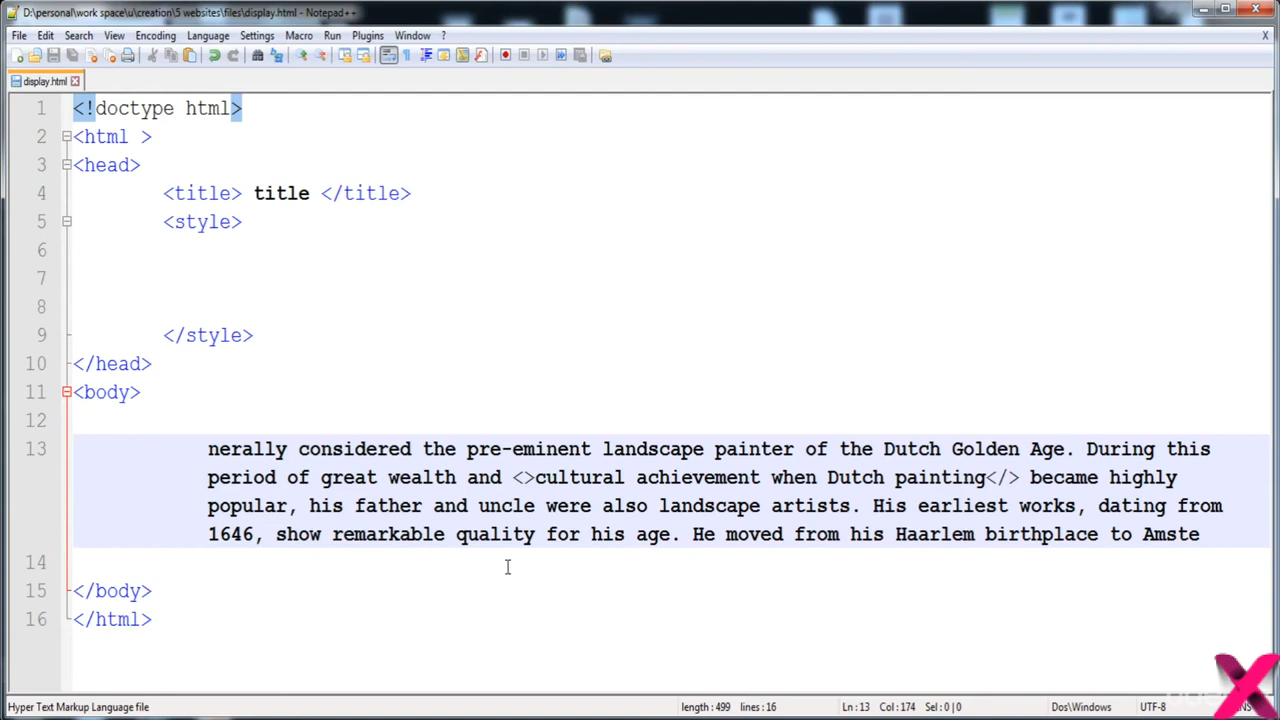 D:\personal\work space\u\creation\5 websites\files\display.html - Notepad++
File Edit Search View Encoding Language Settings Macro Run Plugins Window ? X
display.html
1 <!doctype html>
2 <html >
3 <head>
4 <title> title </title>
5 <style>
6
7
8
9 </style>
10 </head>
11 <body>
12
13 nerally considered the pre-eminent landscape painter of the Dutch Golden Age. During this
period of great wealth and <>cultural achievement when Dutch painting</> became highly
popular, his father and uncle were also landscape artists. His earliest works, dating from
1646, show remarkable quality for his age. He moved from his Haarlem birthplace to Amste
14
15 </body>
16 </html>
Hyper Text Markup Language file length : 499 lines : 16 Ln : 13 Col : 174 Sel : 0 | 0 Dos\Windows UTF-8